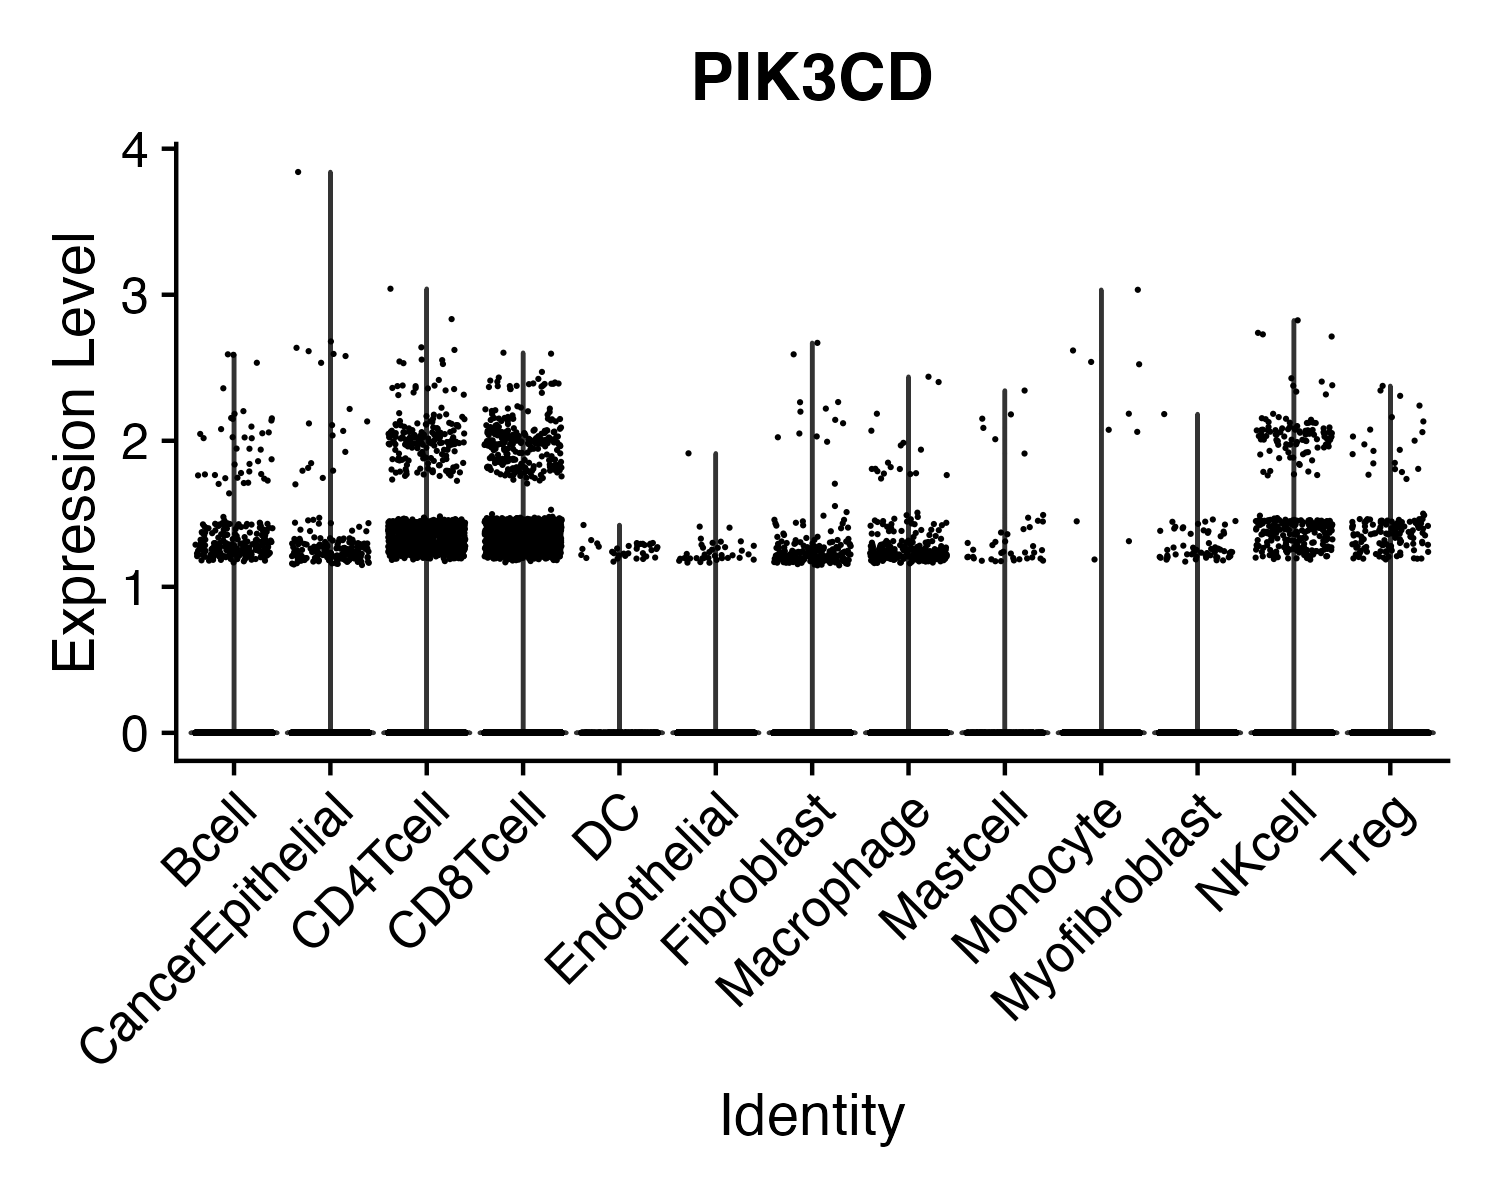 PIK3CD
Expression Level
4
3
2
1
0
Bcell
CancerEpithelial
CD4Tcell
CD8Tcell
DC
Endothelial
Fibroblast
Macrophage
Mastcell
Monocyte
Myofibroblast
NKcell
Treg
Identity